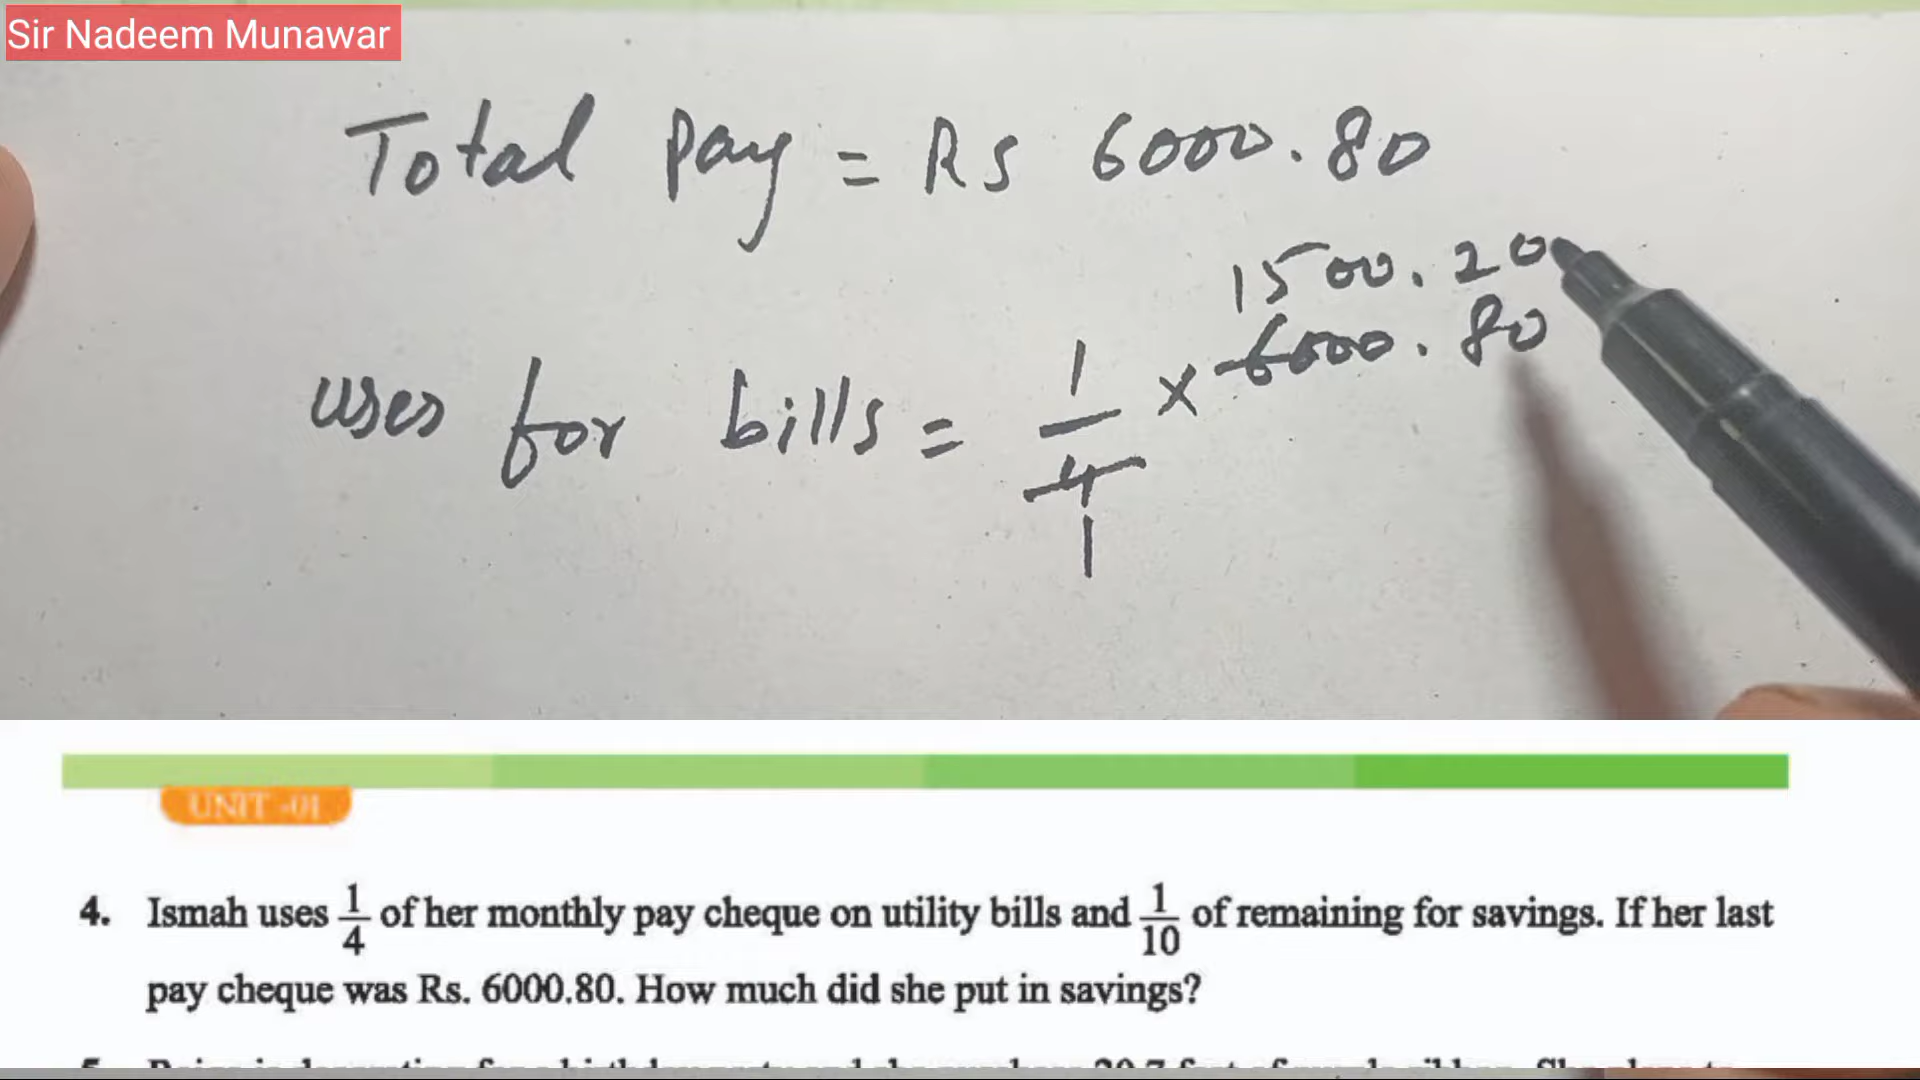 Sir Nadeem Munawar
Total pay = Rs 6000.80
1500.20
uses for bills = 1/4 × 6000.80
1
UNIT -01
4. Ismah uses 1/4 of her monthly pay cheque on utility bills and 1/10 of remaining for savings. If her last
pay cheque was Rs. 6000.80. How much did she put in savings?